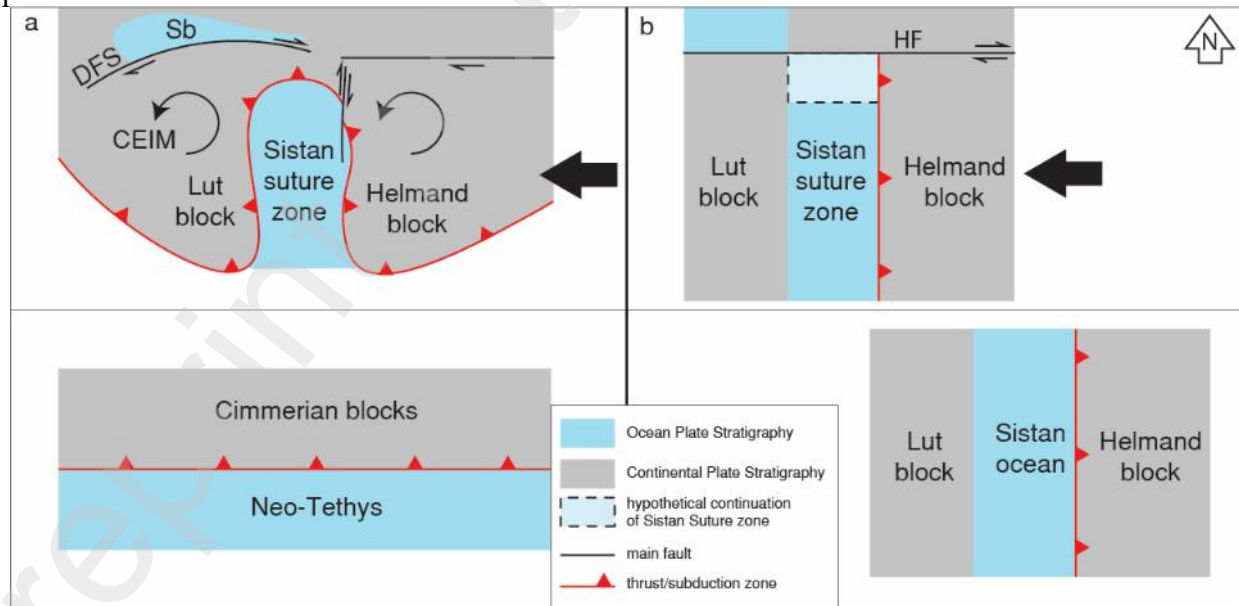 a
Sb
DFS
CEIM
Lut
block
Sistan
suture
zone
Helmand
block
b
HF
N
Lut
block
Sistan
suture
zone
Helmand
block
Cimmerian blocks
Neo-Tethys
Ocean Plate Stratigraphy
Continental Plate Stratigraphy
hypothetical continuation
of Sistan Suture zone
main fault
thrust/subduction zone
Lut
block
Sistan
ocean
Helmand
block